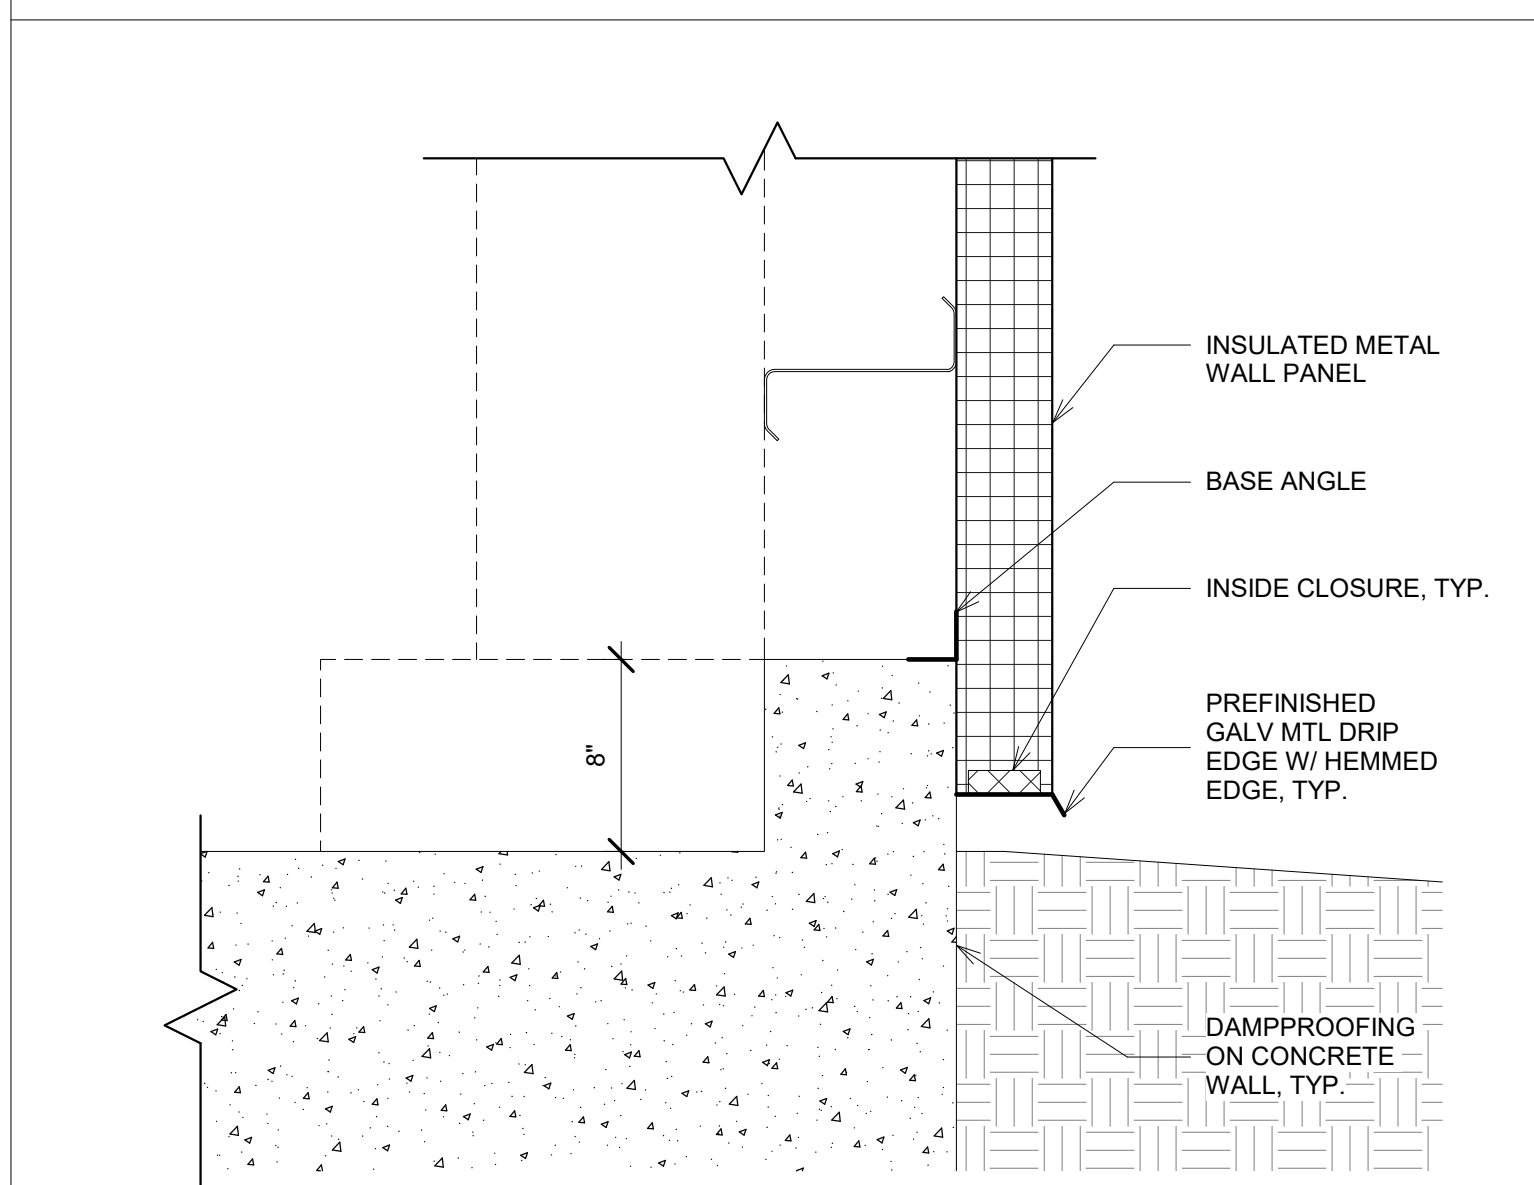 INSULATED METAL
WALL PANEL
BASE ANGLE
INSIDE CLOSURE, TYP.
PREFINISHED
GALV MTL DRIP
EDGE W/ HEMMED
EDGE, TYP.
8"
DAMPPROOFING
ON CONCRETE
WALL, TYP.